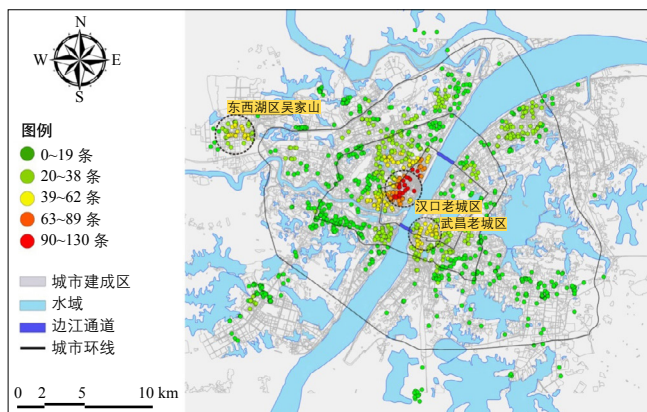 N
W E
S
东西湖区吴家山
图例
0~19 条
20~38 条
39~62 条
63~89 条
90~130 条
汉口老城区
武昌老城区
城市建成区
水域
边江通道
城市环线
0 2 5 10 km